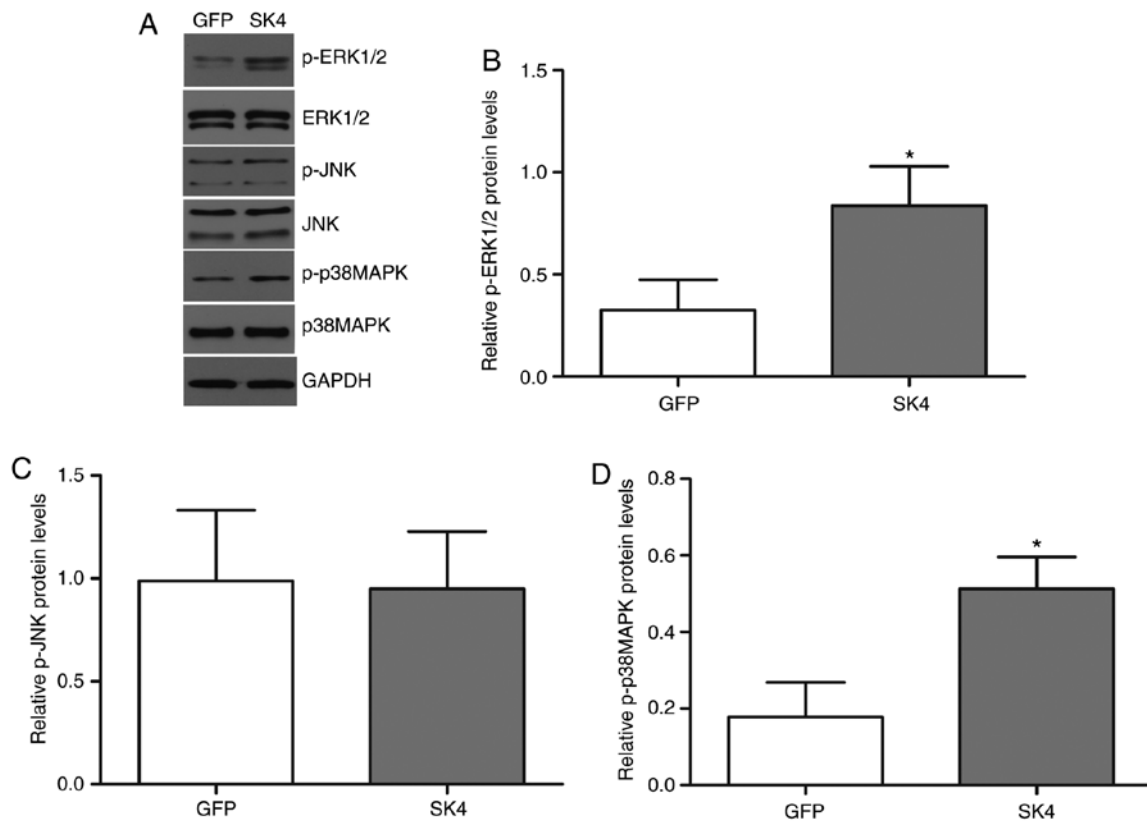 A
GFP SK4
p-ERK1/2
ERK1/2
p-JNK
JNK
p-p38MAPK
p38MAPK
GAPDH
B
Relative p-ERK1/2 protein levels
1.5
1.0
0.5
0.0
*
GFP SK4
C
Relative p-JNK protein levels
1.5
1.0
0.5
0.0
GFP SK4
D
Relative p-p38MAPK protein levels
0.8
0.6
0.4
0.2
0.0
*
GFP SK4